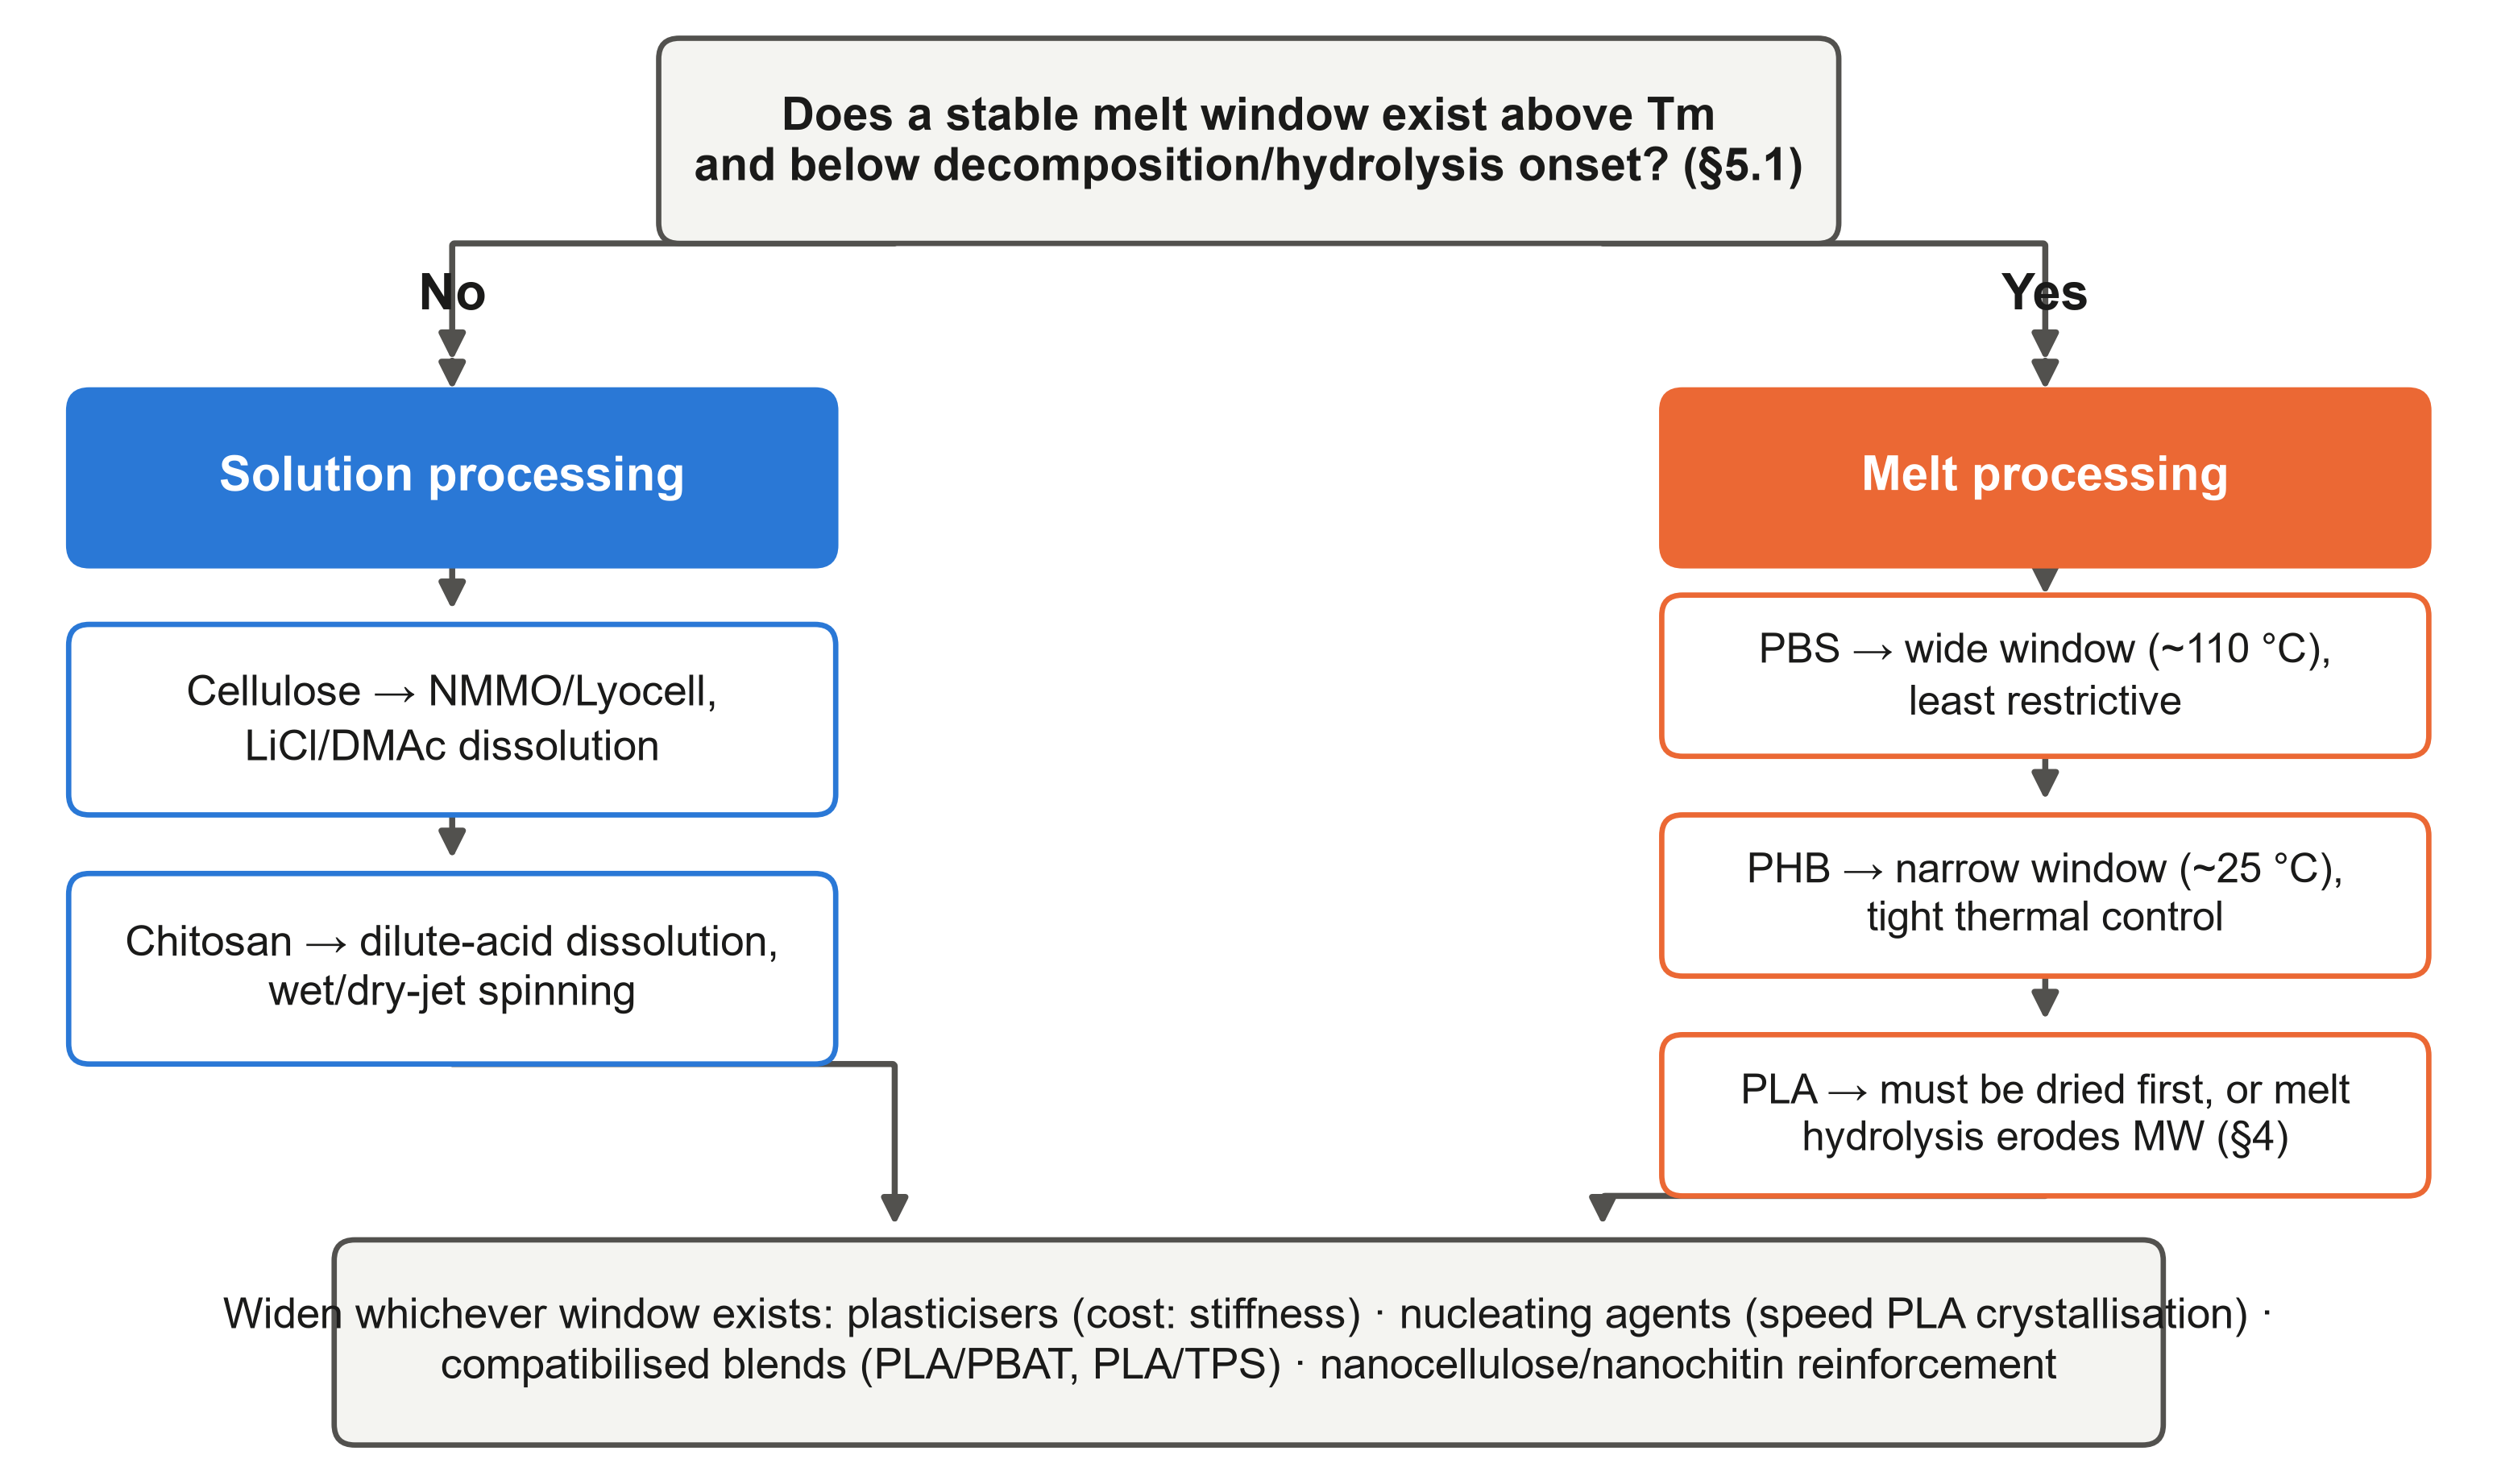 Does a stable melt window exist above Tm
and below decomposition/hydrolysis onset? (§5.1)
No
Yes
Solution processing
Melt processing
Cellulose → NMMO/Lyocell,
LiCl/DMAc dissolution
Chitosan → dilute-acid dissolution,
wet/dry-jet spinning
PBS → wide window (~110 °C),
least restrictive
PHB → narrow window (~25 °C),
tight thermal control
PLA → must be dried first, or melt
hydrolysis erodes MW (§4)
Widen whichever window exists: plasticisers (cost: stiffness) · nucleating agents (speed PLA crystallisation) ·
compatibilised blends (PLA/PBAT, PLA/TPS) · nanocellulose/nanochitin reinforcement